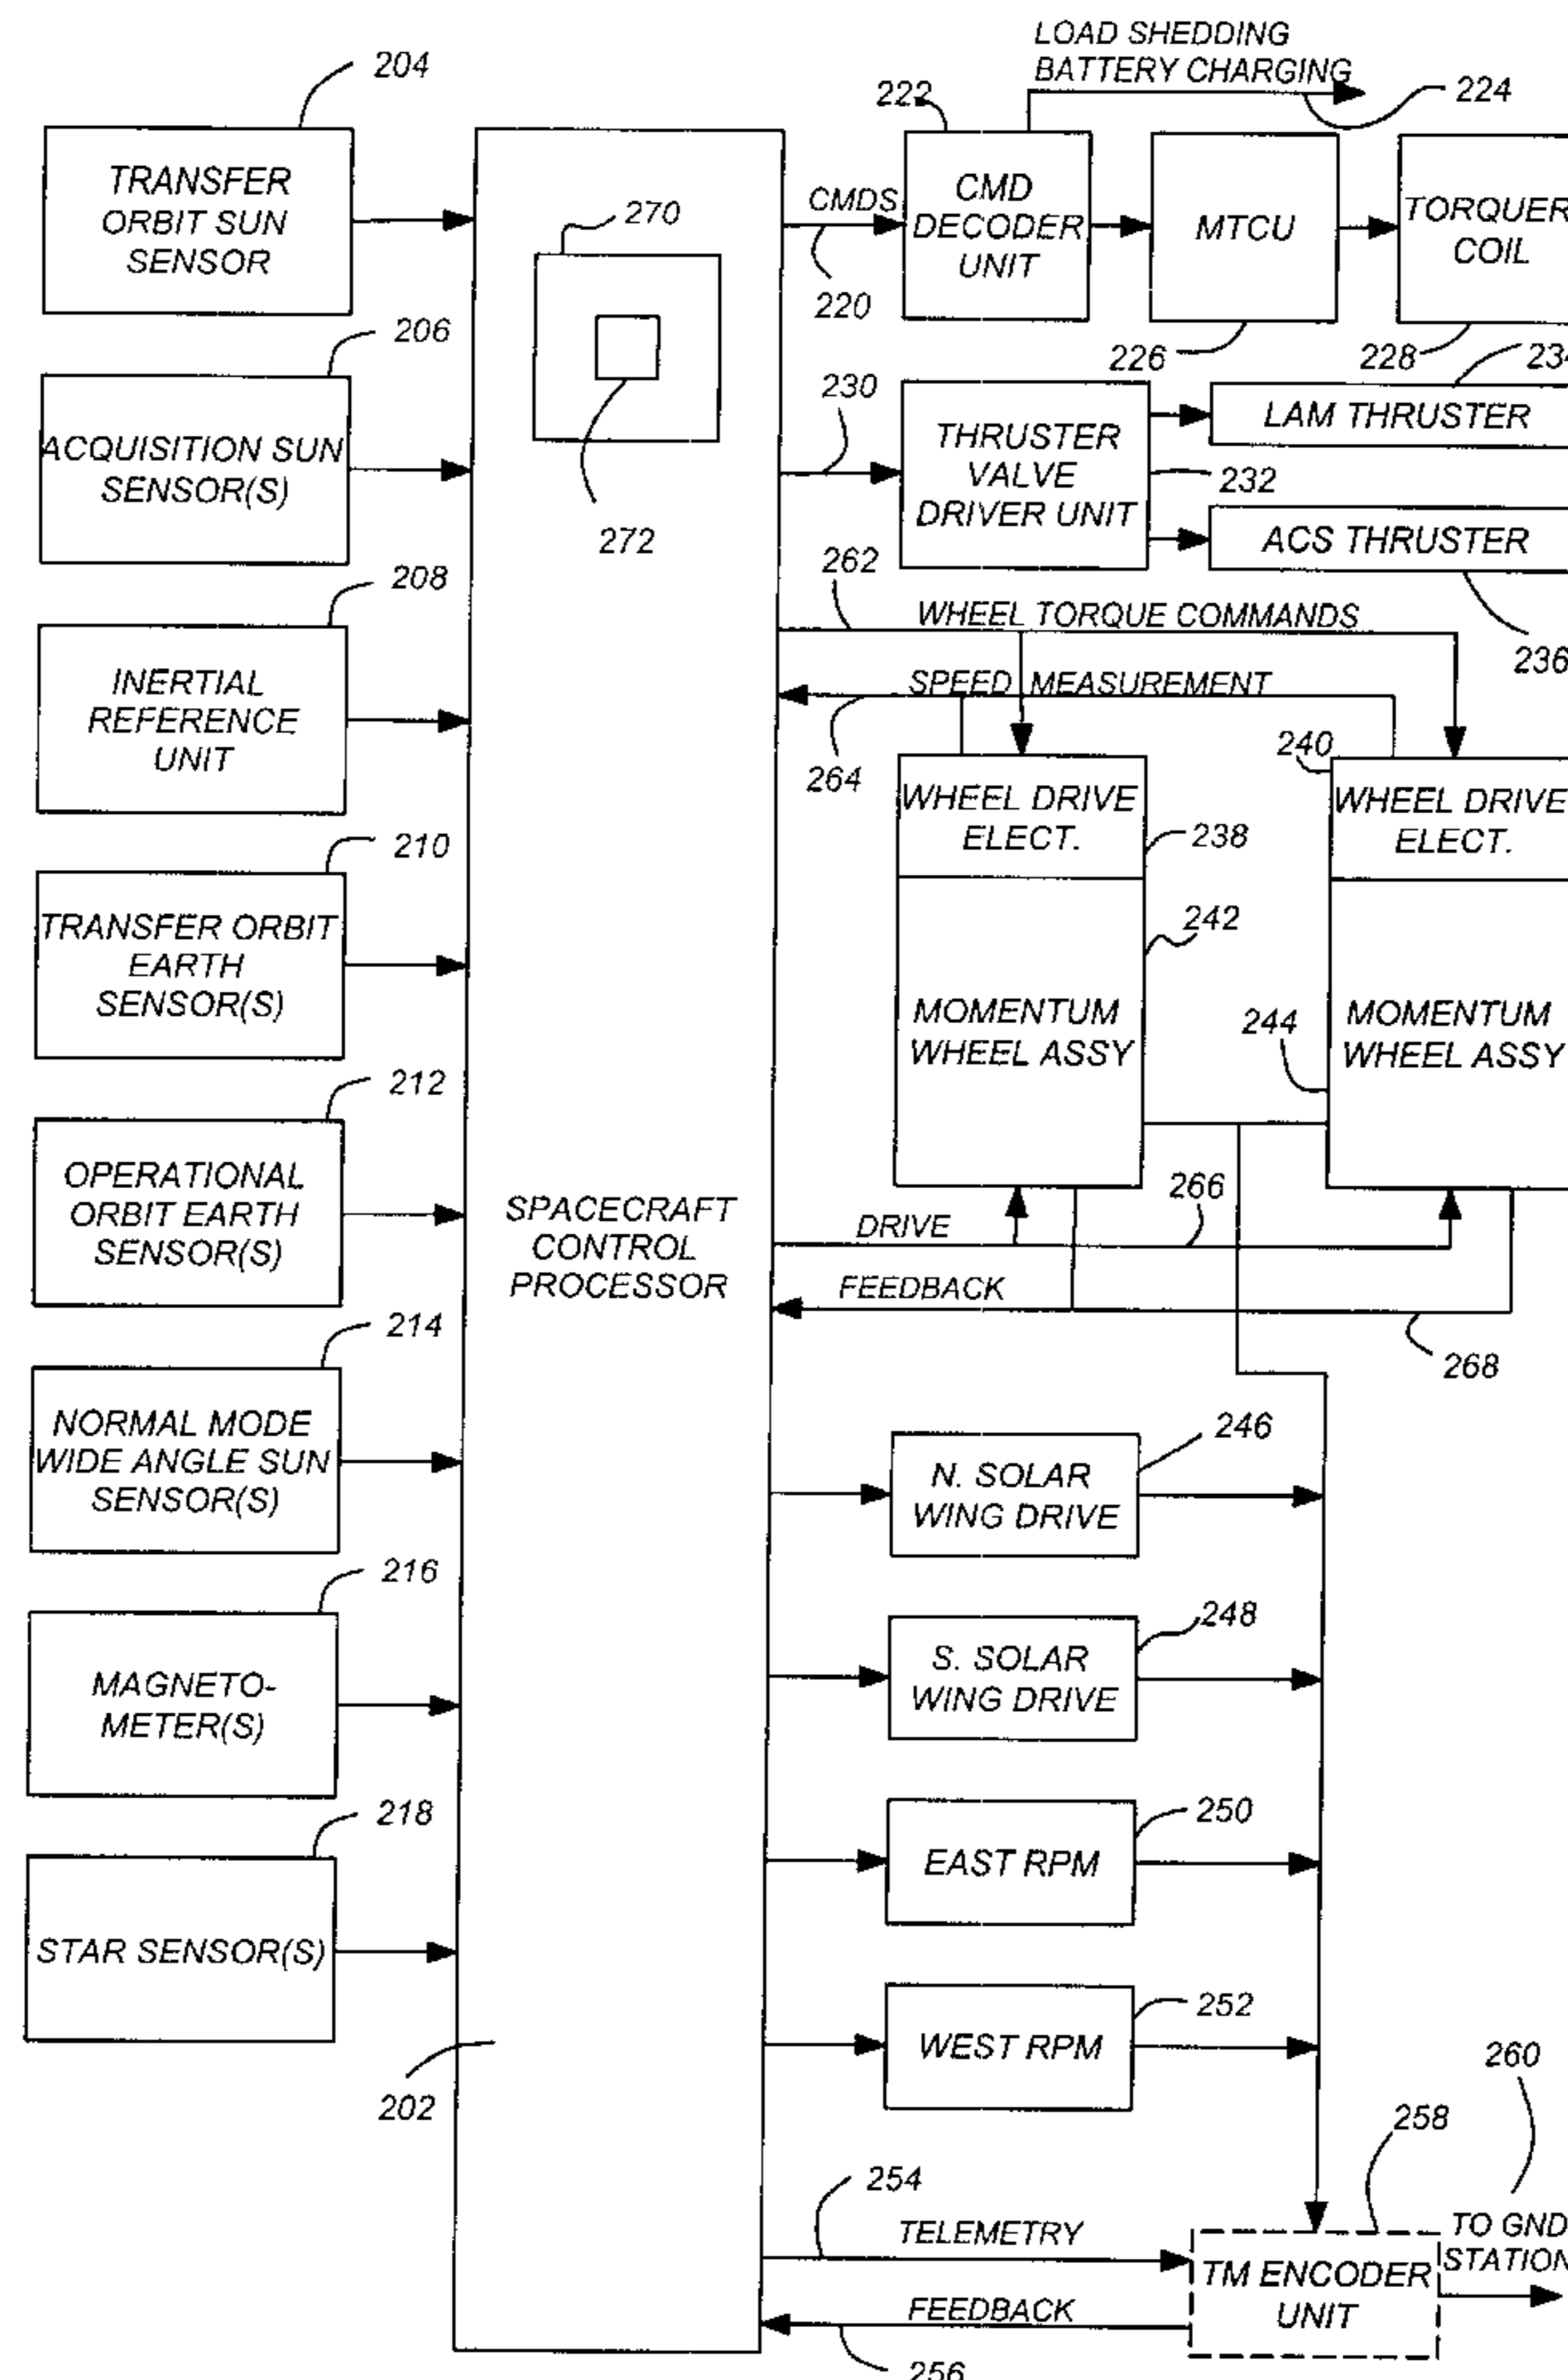 LOAD SHEDDING
BATTERY CHARGING
204
222
224
TRANSFER
ORBIT SUN
SENSOR
270
CMDS
220
CMD
DECODER
UNIT
MTCU
TORQUER
COIL
226
228
206
272
ACQUISITION SUN
SENSOR(S)
230
THRUSTER
VALVE
DRIVER UNIT
232
LAM THRUSTER
ACS THRUSTER
236
208
INERTIAL
REFERENCE
UNIT
262
WHEEL TORQUE COMMANDS
SPEED MEASUREMENT
264
240
WHEEL DRIVE
ELECT.
238
WHEEL DRIVE
ELECT.
210
TRANSFER ORBIT
EARTH
SENSOR(S)
242
MOMENTUM
WHEEL ASSY
244
MOMENTUM
WHEEL ASSY
212
OPERATIONAL
ORBIT EARTH
SENSOR(S)
SPACECRAFT
CONTROL
PROCESSOR
DRIVE
266
FEEDBACK
268
214
NORMAL MODE
WIDE ANGLE SUN
SENSOR(S)
246
N. SOLAR
WING DRIVE
216
MAGNETO-
METER(S)
248
S. SOLAR
WING DRIVE
218
STAR SENSOR(S)
250
EAST RPM
252
WEST RPM
202
260
258
254
TELEMETRY
TO GND
STATION
TM ENCODER
UNIT
FEEDBACK
256